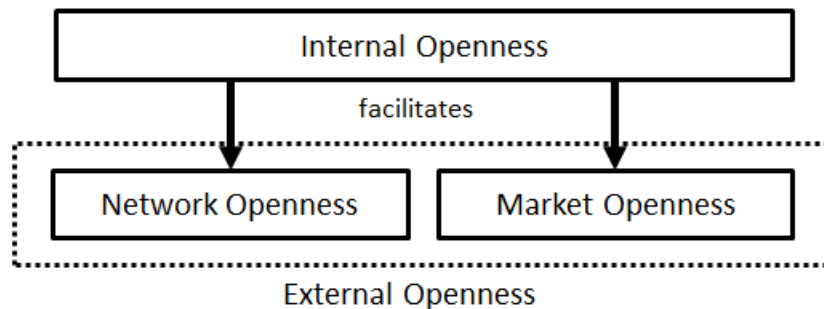 Internal Openness
facilitates
Network Openness
Market Openness
External Openness